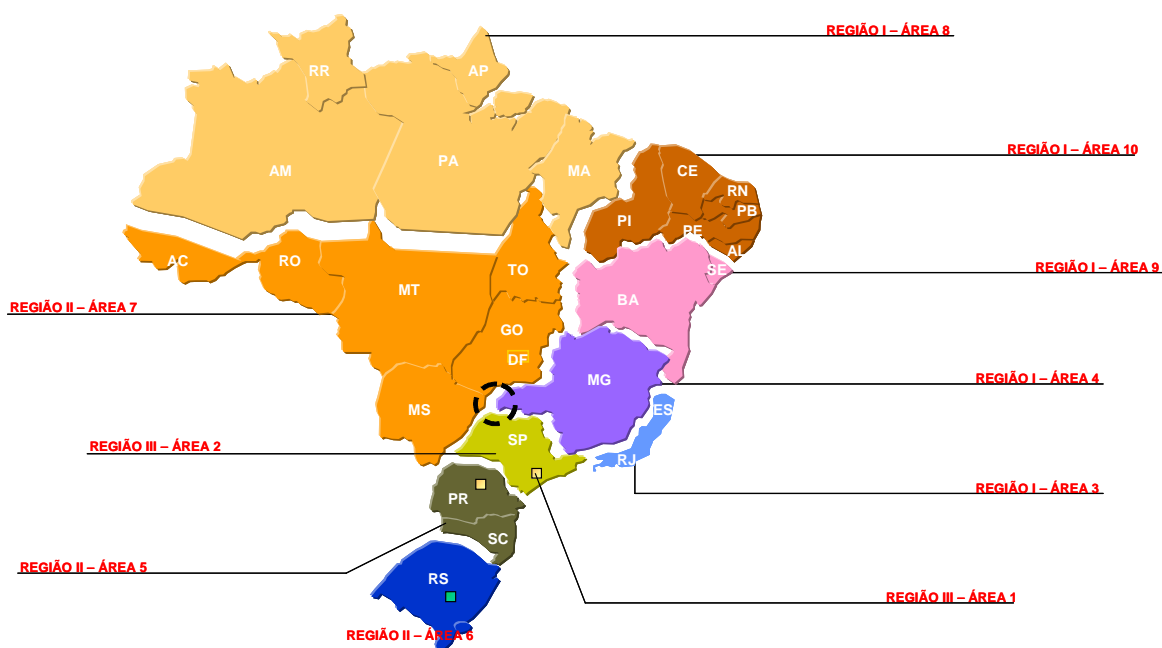 REGIÃO I – ÁREA 8
RR
AP
REGIÃO I – ÁREA 10
AM
PA
MA
CE
RN
PB
PI
PE
AL
AC
RO
TO
SE
REGIÃO I – ÁREA 9
MT
BA
REGIÃO II – ÁREA 7
GO
DF
MG
REGIÃO I – ÁREA 4
MS
ES
SP
REGIÃO III – ÁREA 2
RJ
REGIÃO I – ÁREA 3
PR
SC
REGIÃO II – ÁREA 5
RS
REGIÃO III – ÁREA 1
REGIÃO II – ÁREA 6